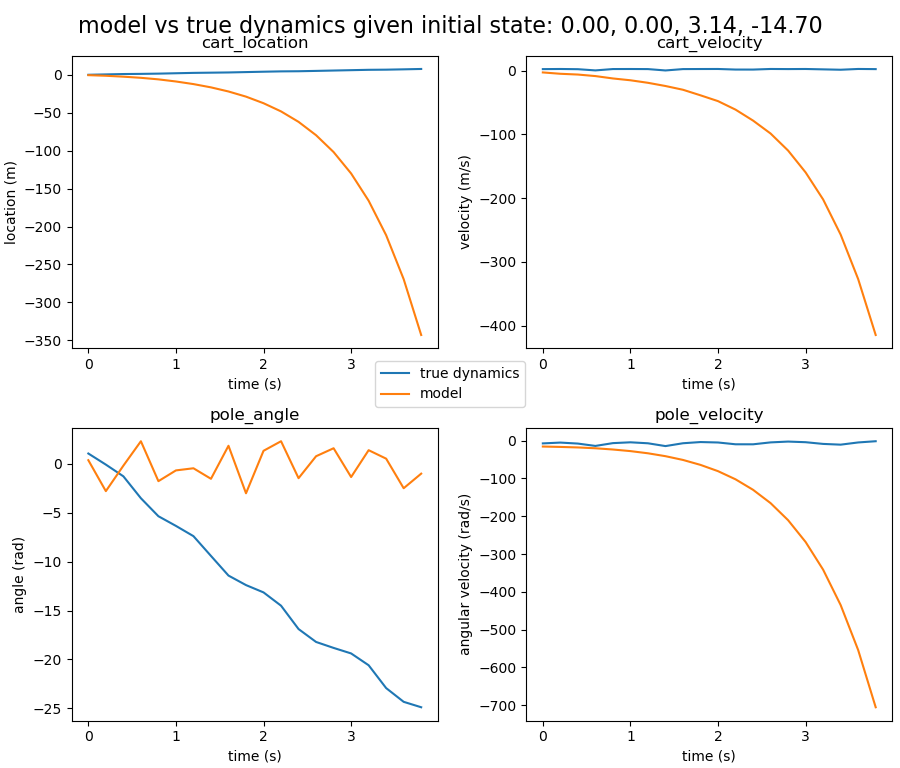 model vs true dynamics given initial state: 0.00, 0.00, 3.14, -14.70
cart_location
cart_velocity
location (m)
0
−50
−100
−150
−200
−250
−300
−350
0 1 2 3
time (s)
velocity (m/s)
0
−100
−200
−300
−400
0 1 2 3
time (s)
true dynamics
model
pole_angle
pole_velocity
angle (rad)
0
−5
−10
−15
−20
−25
0 1 2 3
time (s)
angular velocity (rad/s)
0
−100
−200
−300
−400
−500
−600
−700
0 1 2 3
time (s)